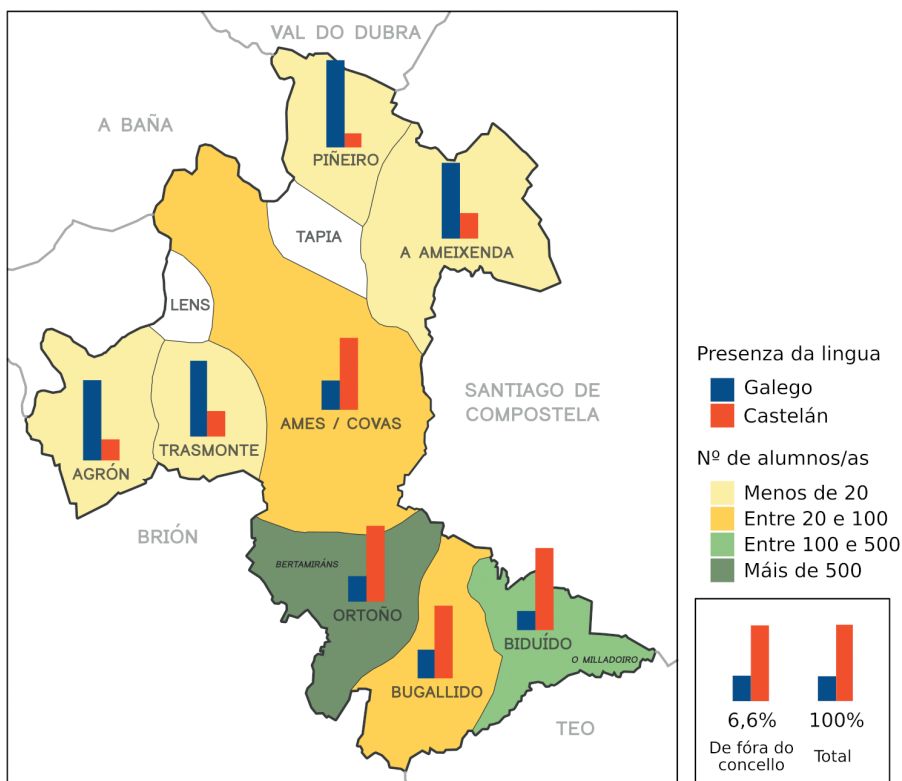 VAL DO DUBRA
A BAÑA
PIÑEIRO
TAPIA
A AMEIXENDA
LENS
SANTIAGO DE
COMPOSTELA
AMES / COVAS
TRASMONTE
AGRÓN
BRIÓN
BERTAMIRÁNS
ORTOÑO
BIDUÍDO
O MILLADOIRO
BUGALLIDO
TEO
Presenza da lingua
Galego
Castelán
Nº de alumnos/as
Menos de 20
Entre 20 e 100
Entre 100 e 500
Máis de 500
6,6%
De fóra do
concello
100%
Total